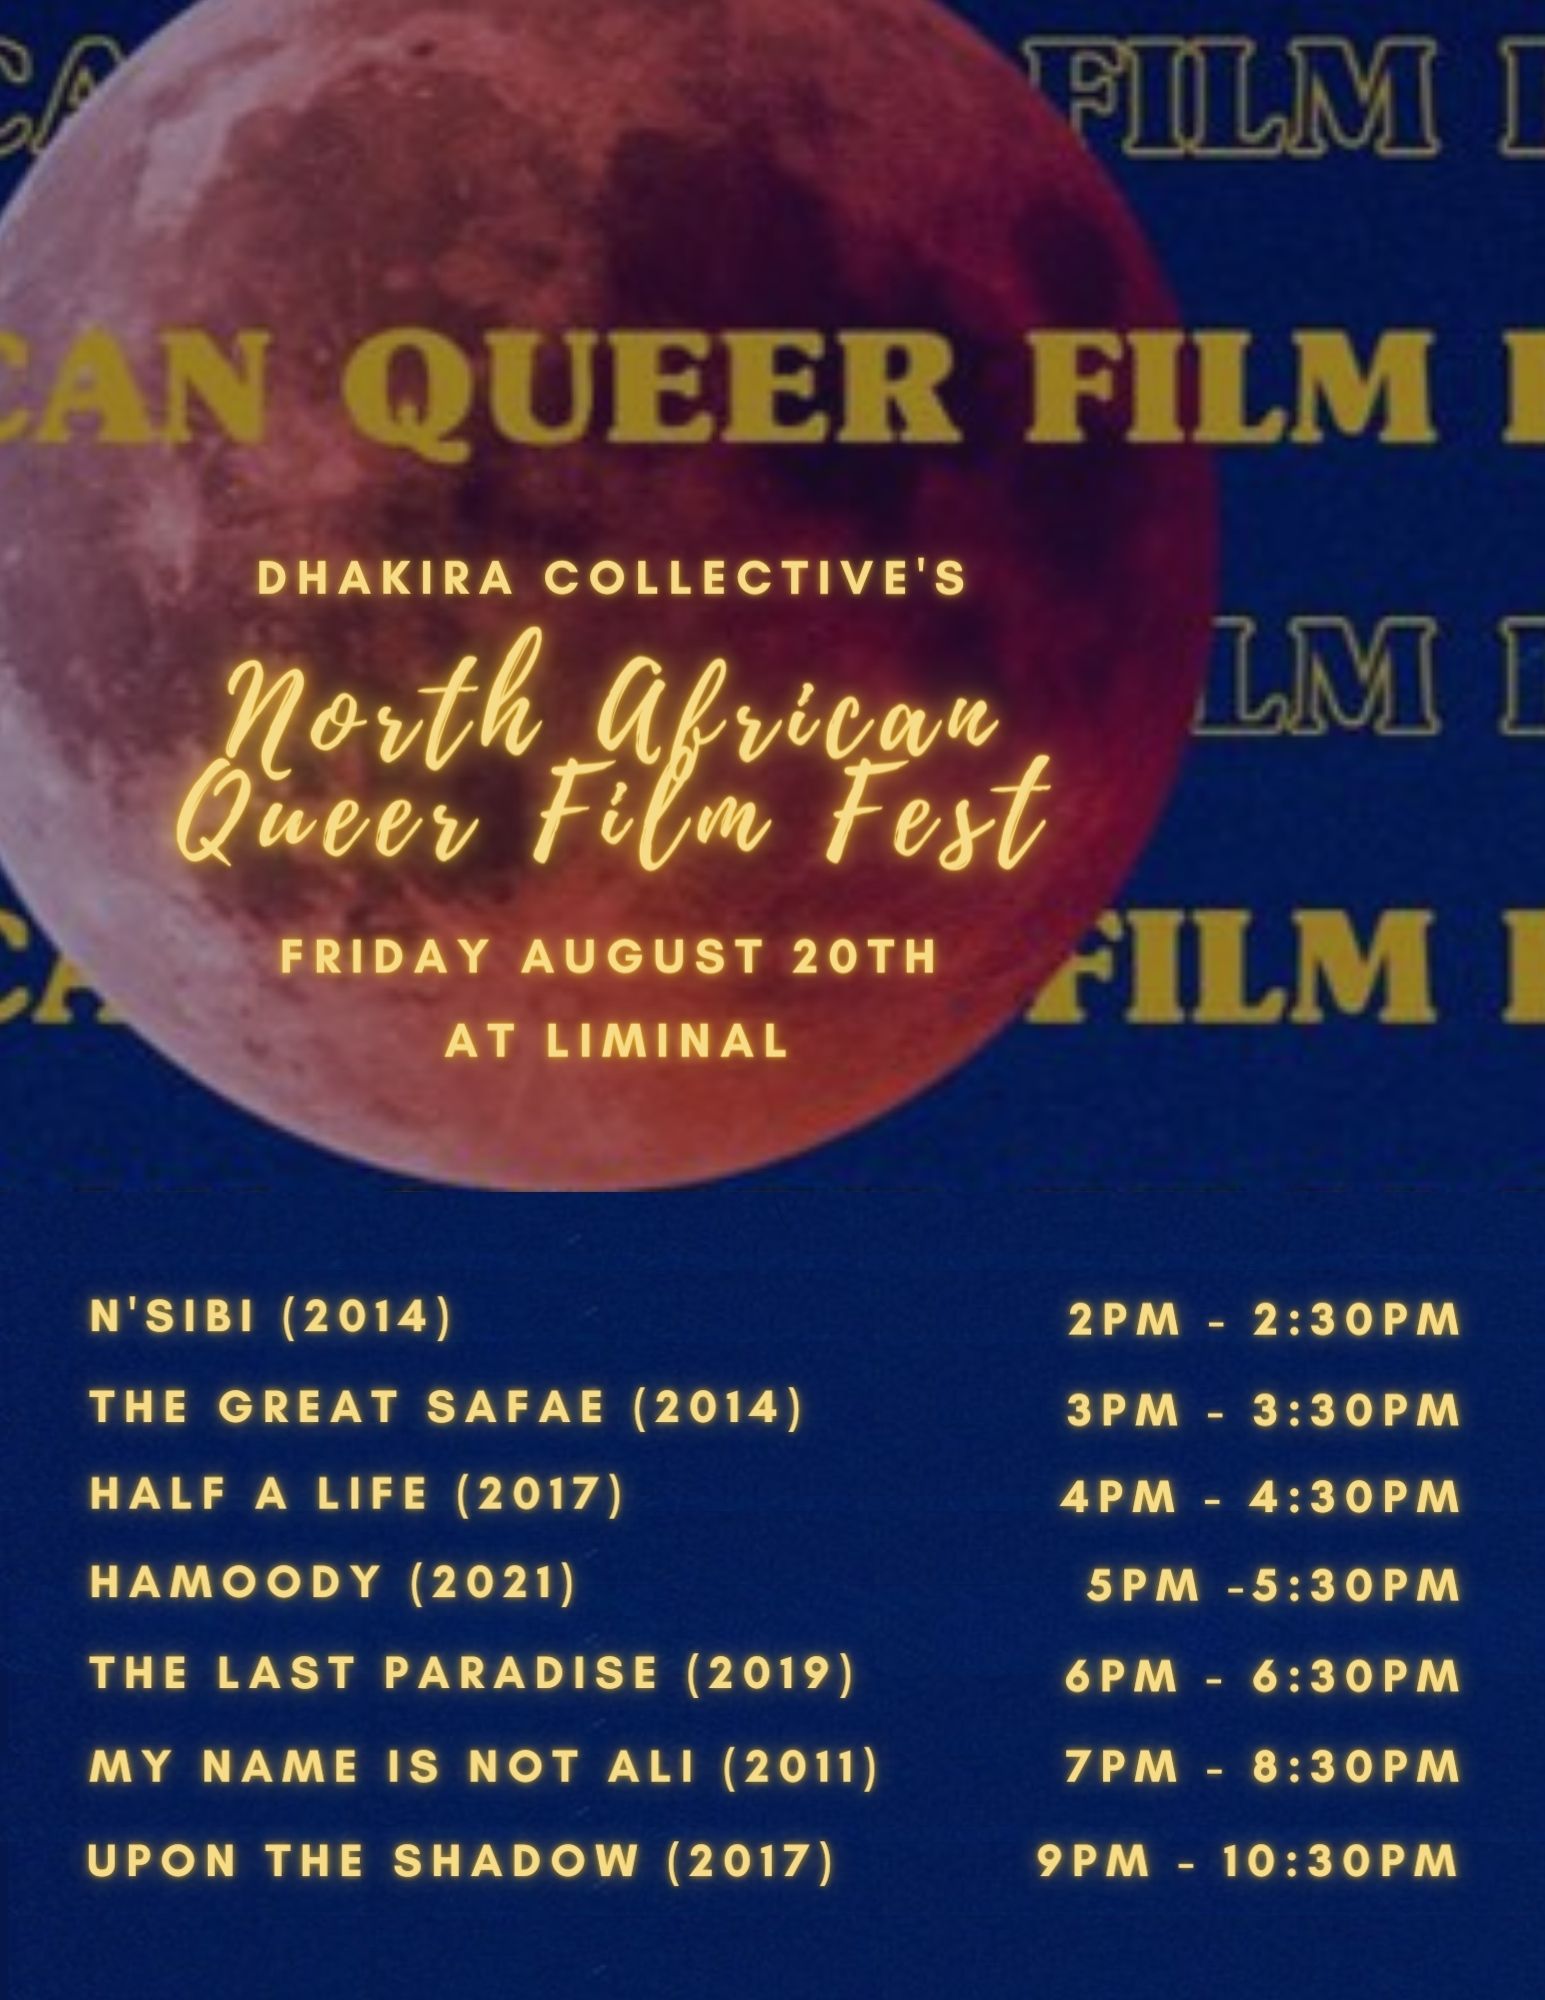 FILM
CAN QUEER FILM
DHAKIRA COLLECTIVE'S
North African
Queer Film Fest
FRIDAY AUGUST 20TH
AT LIMINAL
LM
FILM
N'SIBI (2014) 2PM - 2:30PM
THE GREAT SAFAE (2014) 3PM - 3:30PM
HALF A LIFE (2017) 4PM - 4:30PM
HAMOODY (2021) 5PM -5:30PM
THE LAST PARADISE (2019) 6PM - 6:30PM
MY NAME IS NOT ALI (2011) 7PM - 8:30PM
UPON THE SHADOW (2017) 9PM - 10:30PM